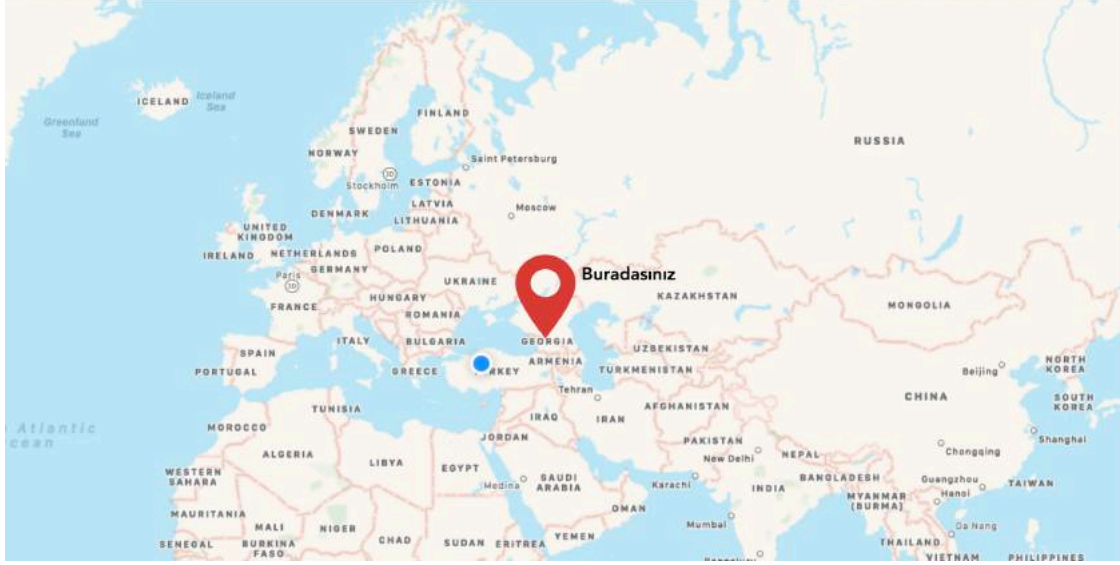 ICELAND
Iceland
Sea
Greenland
Sea
FINLAND
SWEDEN
NORWAY
RUSSIA
Saint Petersburg
Stockholm
ESTONIA
LATVIA
LITHUANIA
Moscow
DENMARK
UNITED
KINGDOM
IRELAND
NETHERLANDS
POLAND
GERMANY
Paris
UKRAINE
Buradasınız
KAZAKHSTAN
MONGOLIA
FRANCE
HUNGARY
ROMANIA
ITALY
BULGARIA
GEORGIA
UZBEKISTAN
SPAIN
PORTUGAL
GREECE
ARMENIA
TURKMENISTAN
Beijing
NORTH
KOREA
Tehran
TUNISIA
AFGHANISTAN
CHINA
SOUTH
KOREA
Atlantic
cean
MOROCCO
IRAQ
IRAN
JORDAN
PAKISTAN
New Delhi
NEPAL
Chongqing
Shanghai
ALGERIA
LIBYA
EGYPT
WESTERN
SAHARA
Medina
SAUDI
ARABIA
Karachi
INDIA
BANGLADESH
Guangzhou
TAIWAN
MYANMAR
(BURMA)
Hanoi
MAURITANIA
OMAN
Mumbai
Da Nang
MALI
NIGER
CHAD
SUDAN
ERITREA
YEMEN
THAILAND
SENEGAL
BURKINA
FASO
VIETNAM
PHILIPPINES